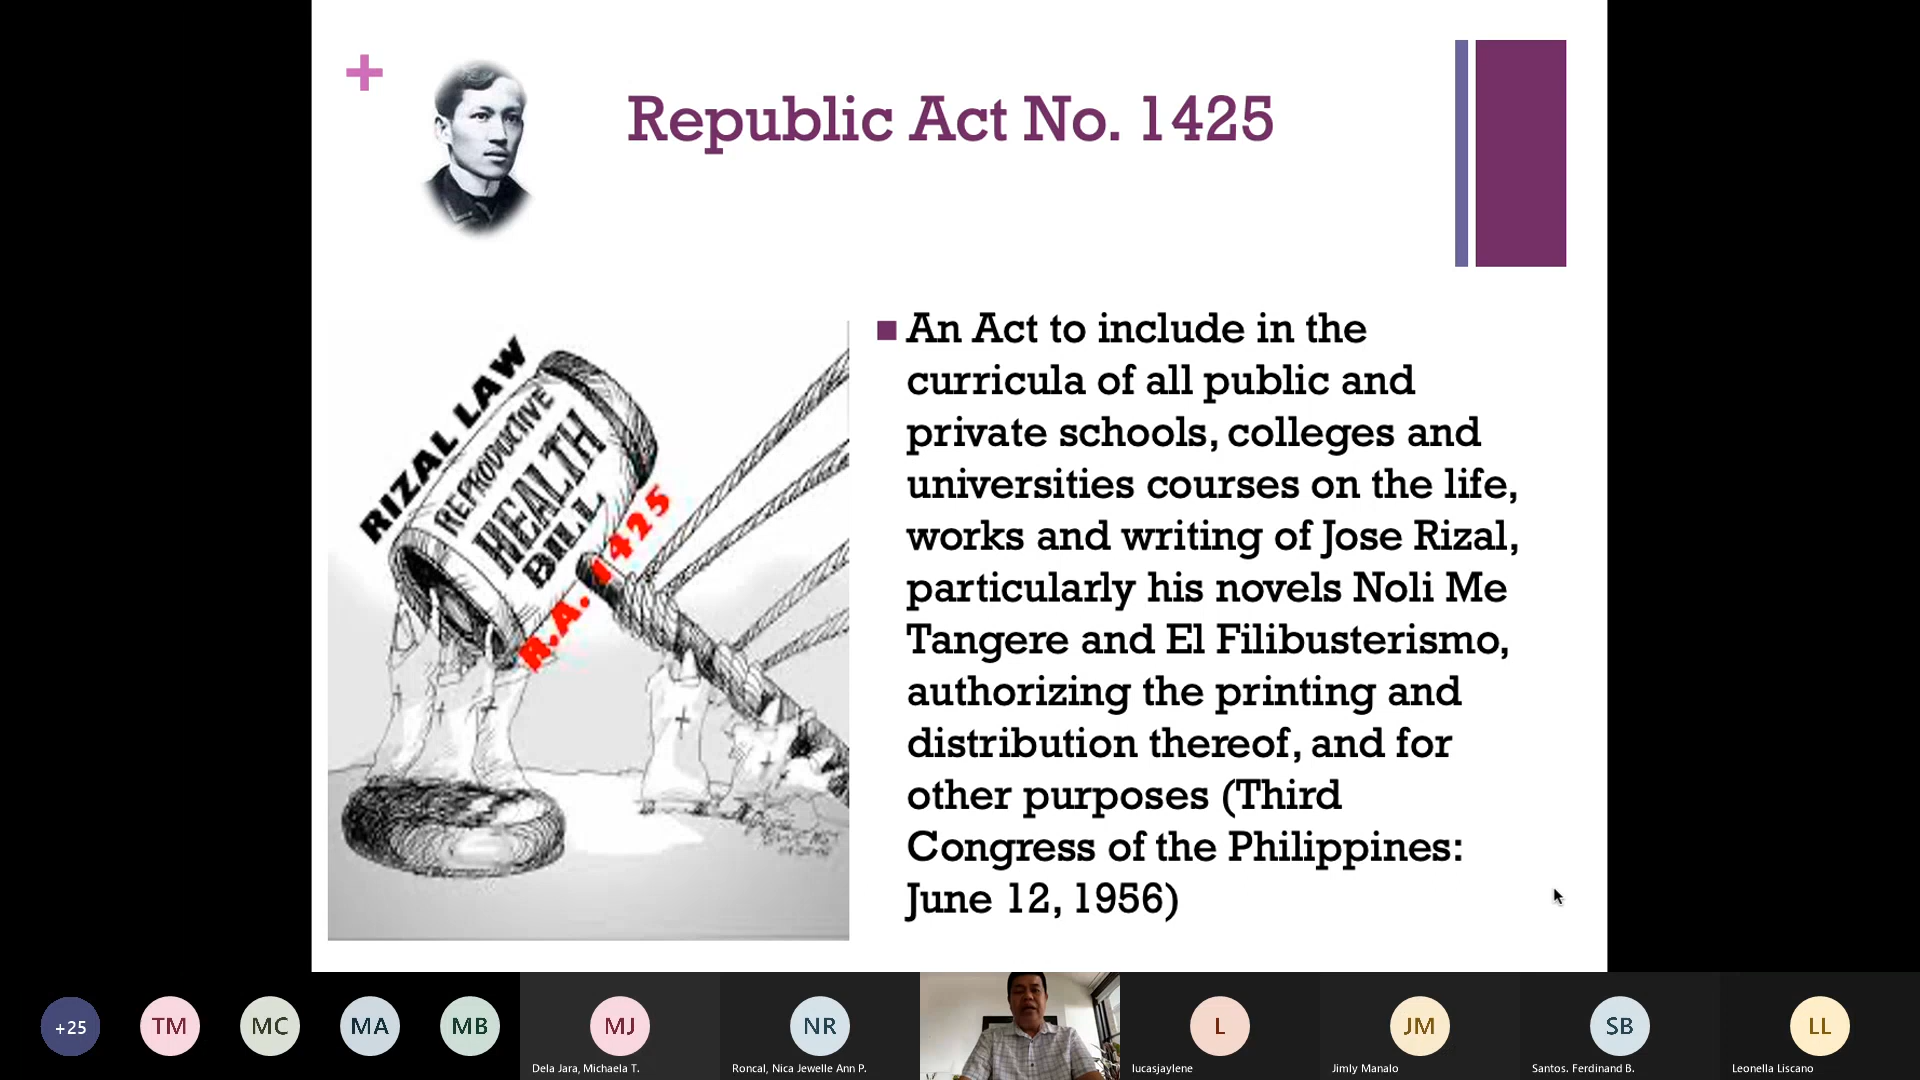 +
Republic Act No. 1425
RIZAL LAW
REPRODUCTIVE
HEALTH
BILL
R.A. 1425
An Act to include in the
curricula of all public and
private schools, colleges and
universities courses on the life,
works and writing of Jose Rizal,
particularly his novels Noli Me
Tangere and El Filibusterismo,
authorizing the printing and
distribution thereof, and for
other purposes (Third
Congress of the Philippines:
June 12, 1956)
+25
TM
MC
MA
MB
MJ
Dela Jara, Michaela T.
NR
Roncal, Nica Jewelle Ann P.
L
lucasjaylene
JM
Jimly Manalo
SB
Santos. Ferdinand B.
LL
Leonella Liscano